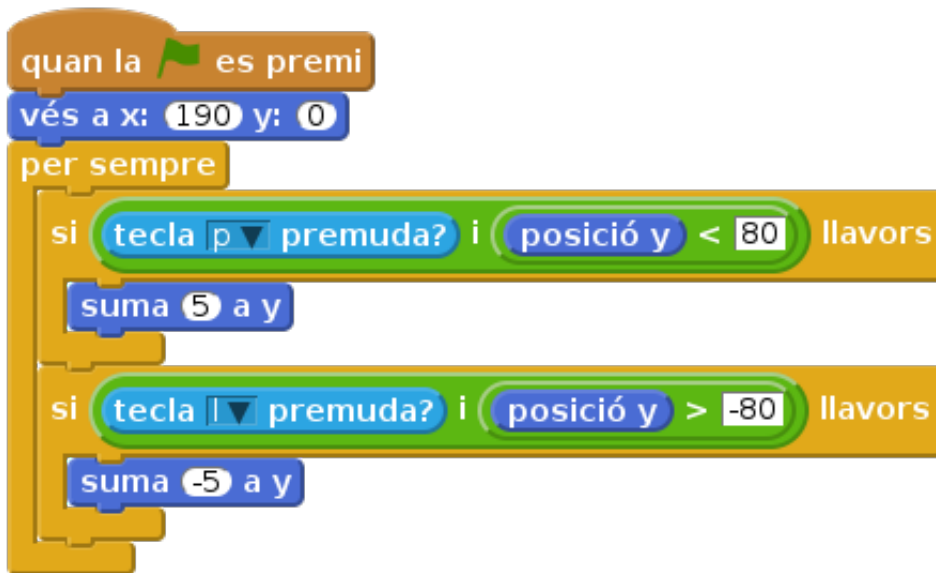 quan la es premi
vés a x: 190 y: 0
per sempre
si tecla p premuda? i posició y < 80 llavors
suma 5 a y
si tecla l premuda? i posició y > -80 llavors
suma -5 a y